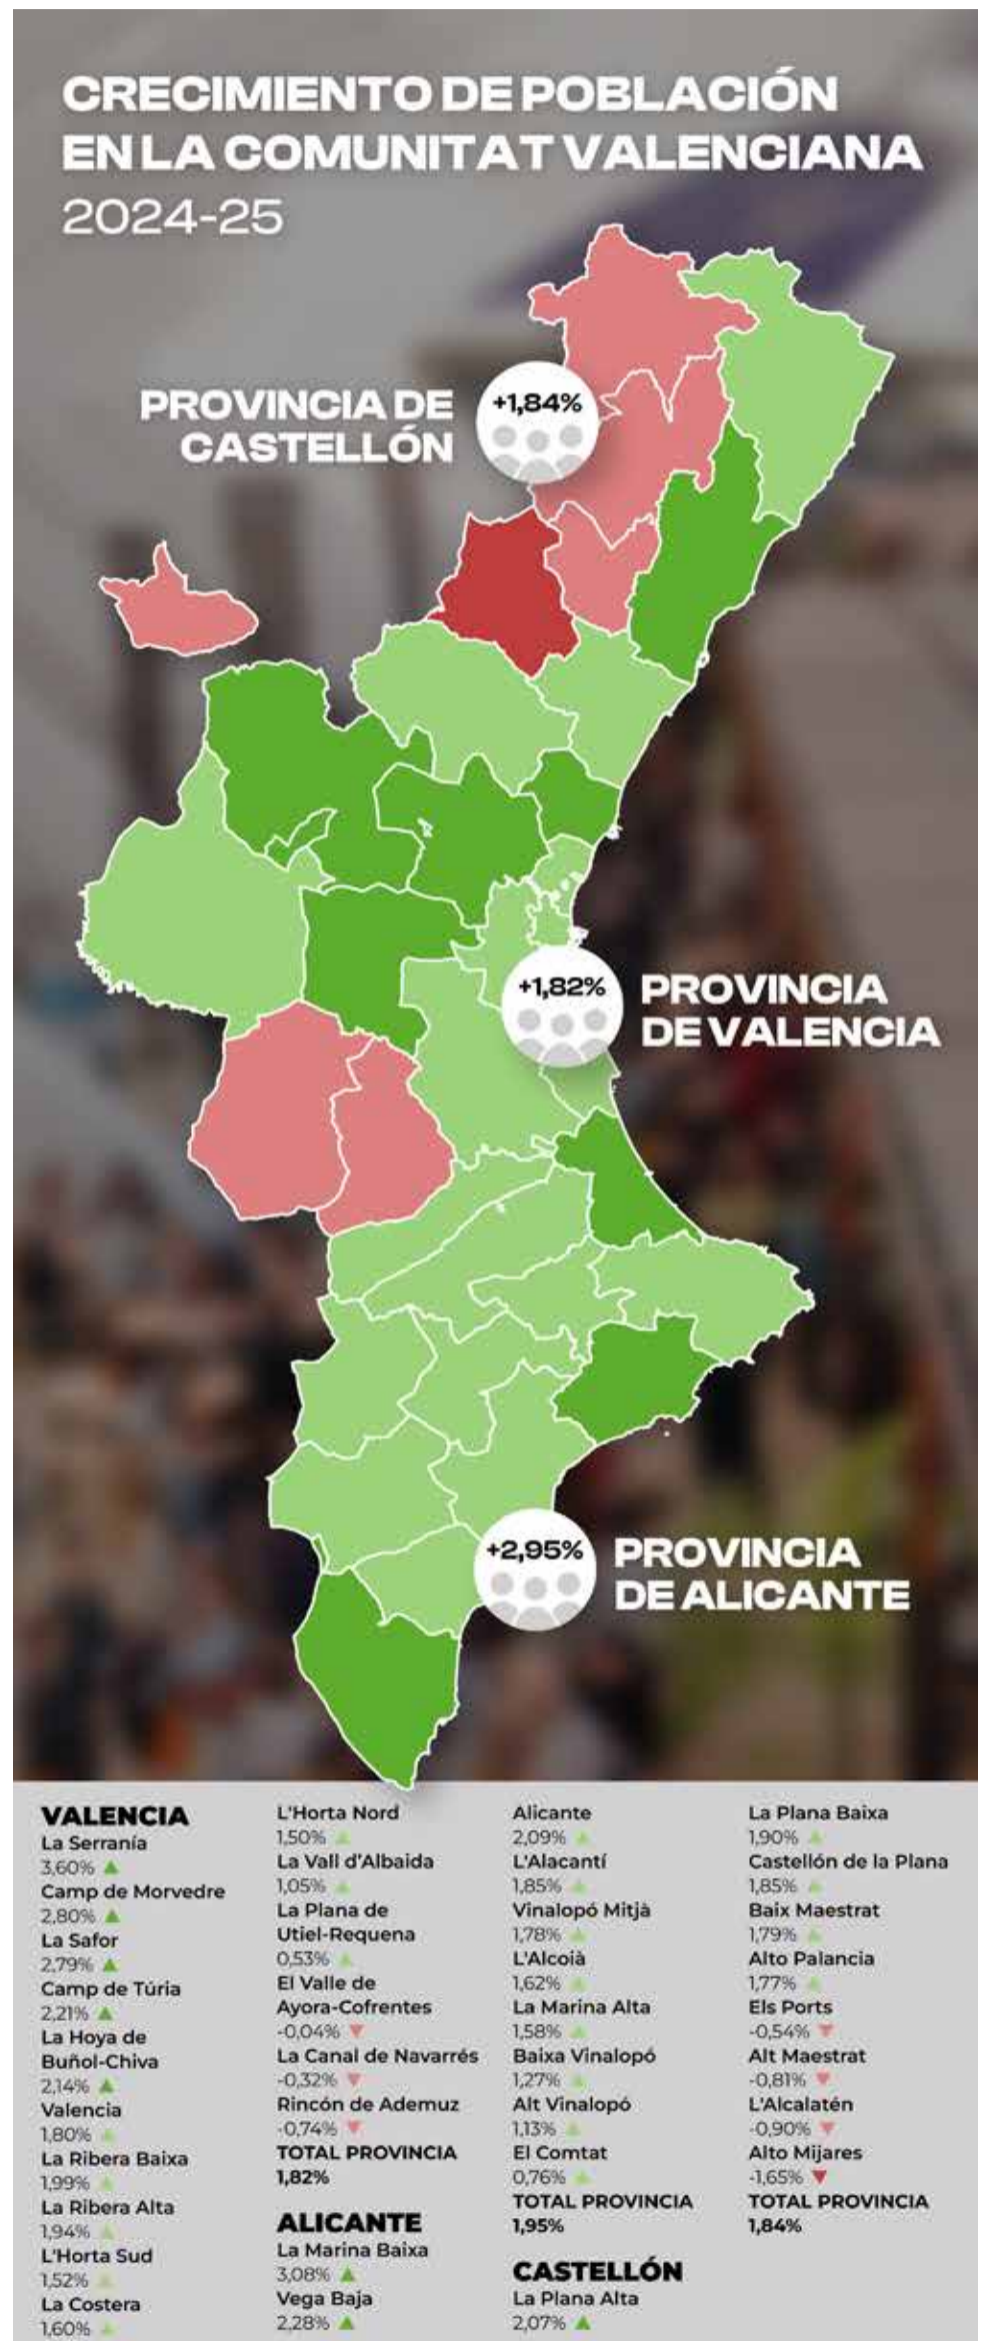 CRECIMIENTO DE POBLACIÓN
EN LA COMUNITAT VALENCIANA
2024-25
+1,84%
PROVINCIA DE
CASTELLÓN
+1,82%
PROVINCIA
DE VALENCIA
+2,95%
PROVINCIA
DE ALICANTE
VALENCIA
La Serranía
3,60%
Camp de Morvedre
2,80%
La Safor
2,79%
Camp de Túria
2,21%
La Hoya de
Buñol-Chiva
2,14%
Valencia
1,80%
La Ribera Baixa
1,99%
La Ribera Alta
1,94%
L'Horta Sud
1,52%
La Costera
1,60%
L'Horta Nord
1,50%
La Vall d'Albaida
1,05%
La Plana de
Utiel-Requena
0,53%
El Valle de
Ayora-Cofrentes
-0,04%
La Canal de Navarrés
-0,32%
Rincón de Ademuz
-0,74%
TOTAL PROVINCIA
1,82%
ALICANTE
La Marina Baixa
3,08%
Vega Baja
2,28%
Alicante
2,09%
L'Alacantí
1,85%
Vinalopó Mitjà
1,78%
L'Alcoià
1,62%
La Marina Alta
1,58%
Baixa Vinalopó
1,27%
Alt Vinalopó
1,13%
El Comtat
0,76%
TOTAL PROVINCIA
1,95%
CASTELLÓN
La Plana Alta
2,07%
La Plana Baixa
1,90%
Castellón de la Plana
1,85%
Baix Maestrat
1,79%
Alto Palancia
1,77%
Els Ports
-0,54%
Alt Maestrat
-0,81%
L'Alcalatén
-0,90%
Alto Mijares
-1,65%
TOTAL PROVINCIA
1,84%